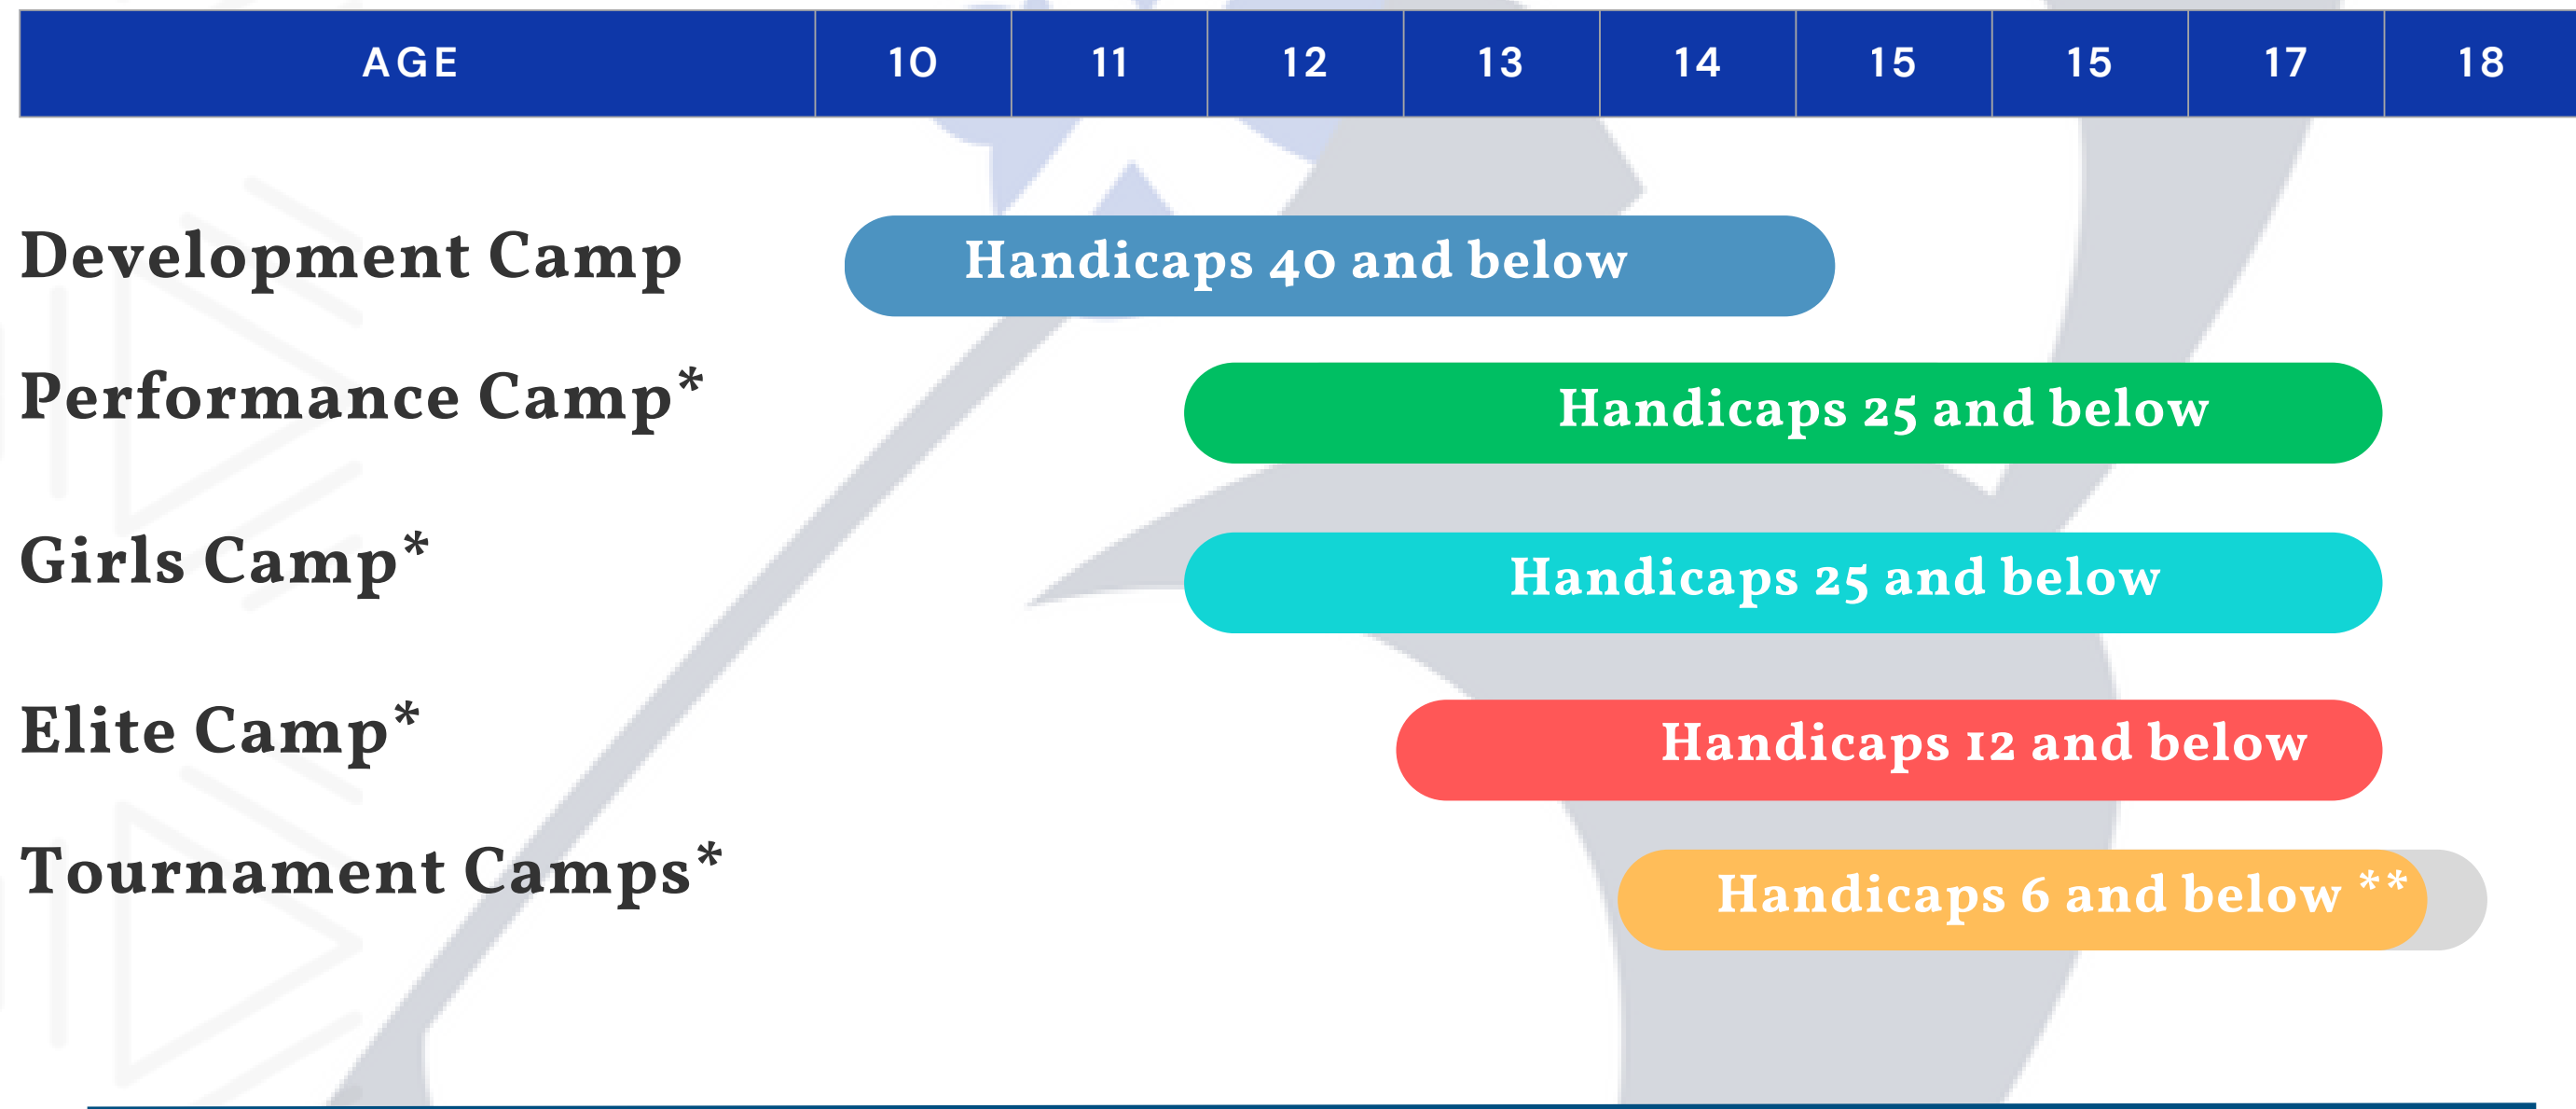 AGE 10 11 12 13 14 15 15 17 18
Development Camp Handicaps 40 and below
Performance Camp* Handicaps 25 and below
Girls Camp* Handicaps 25 and below
Elite Camp* Handicaps 12 and below
Tournament Camps* Handicaps 6 and below **